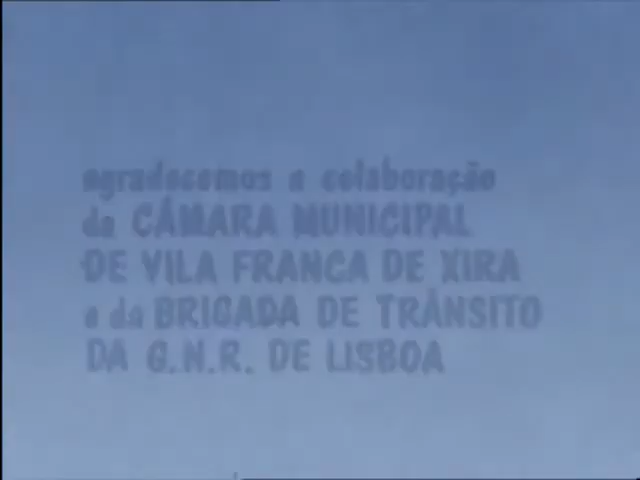 agradecemos a colaboração
da CÂMARA MUNICIPAL
DE VILA FRANCA DE XIRA
e da BRIGADA DE TRÂNSITO
DA G.N.R. DE LISBOA